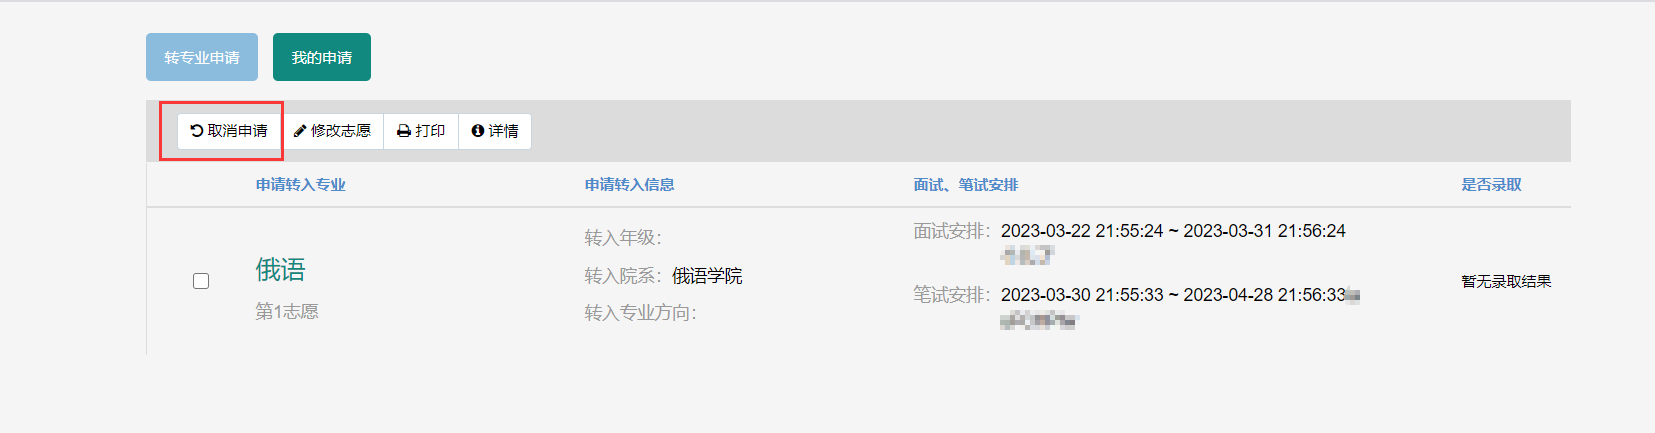 转专业申请 我的申请
取消申请 修改志愿 打印 详情
申请转入专业 申请转入信息 面试、笔试安排 是否录取
俄语
第1志愿
转入年级：
转入院系：俄语学院
转入专业方向：
面试安排：2023-03-22 21:55:24 ~ 2023-03-31 21:56:24
笔试安排：2023-03-30 21:55:33 ~ 2023-04-28 21:56:33
暂无录取结果